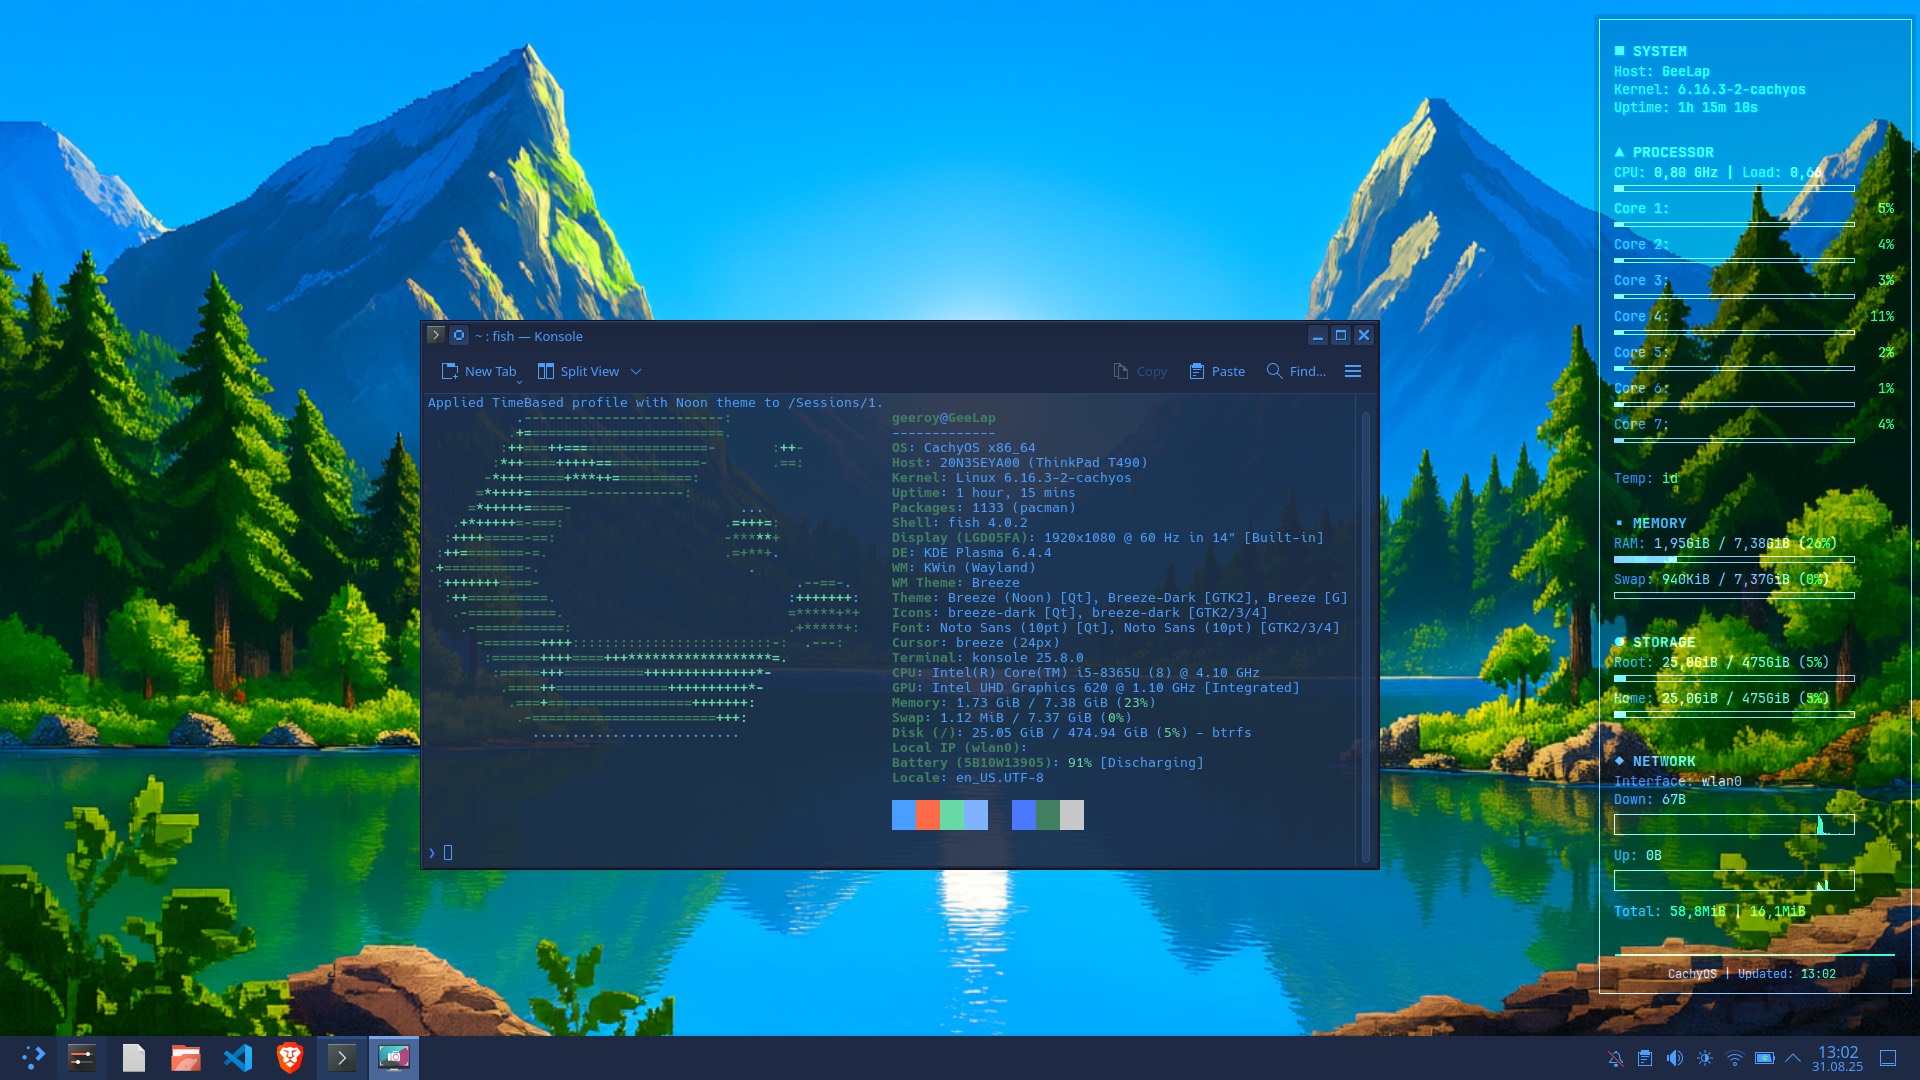 ~ : fish — Konsole
New Tab
Split View
Copy
Paste
Find...
Applied TimeBased profile with Noon theme to /Sessions/1.
geeroy@GeeLap
-------------
OS: CachyOS x86_64
Host: 20N3SEYA00 (ThinkPad T490)
Kernel: Linux 6.16.3-2-cachyos
Uptime: 1 hour, 15 mins
Packages: 1133 (pacman)
Shell: fish 4.0.2
Display (LGD05FA): 1920x1080 @ 60 Hz in 14" [Built-in]
DE: KDE Plasma 6.4.4
WM: KWin (Wayland)
WM Theme: Breeze
Theme: Breeze (Noon) [Qt], Breeze-Dark [GTK2], Breeze [G]
Icons: breeze-dark [Qt], breeze-dark [GTK2/3/4]
Font: Noto Sans (10pt) [Qt], Noto Sans (10pt) [GTK2/3/4]
Cursor: breeze (24px)
Terminal: konsole 25.8.0
CPU: Intel(R) Core(TM) i5-8365U (8) @ 4.10 GHz
GPU: Intel UHD Graphics 620 @ 1.10 GHz [Integrated]
Memory: 1.73 GiB / 7.38 GiB (23%)
Swap: 1.12 MiB / 7.37 GiB (0%)
Disk (/): 25.05 GiB / 474.94 GiB (5%) - btrfs
Local IP (wlan0):
Battery (5B10W13905): 91% [Discharging]
Locale: en_US.UTF-8
❯
■ SYSTEM
Host: GeeLap
Kernel: 6.16.3-2-cachyos
Uptime: 1h 15m 18s
▲ PROCESSOR
CPU: 0,80 GHz | Load: 0,66
Core 1: 5%
Core 2: 4%
Core 3: 3%
Core 4: 11%
Core 5: 2%
Core 6: 1%
Core 7: 4%
Temp: id
▪ MEMORY
RAM: 1,95GiB / 7,38GiB (26%)
Swap: 940KiB / 7,37GiB (0%)
● STORAGE
Root: 25,0GiB / 475GiB (5%)
Home: 25,0GiB / 475GiB (5%)
◆ NETWORK
Interface: wlan0
Down: 67B
Up: 0B
Total: 58,8MiB | 16,1MiB
CachyOS | Updated: 13:02
13:02
31.08.25